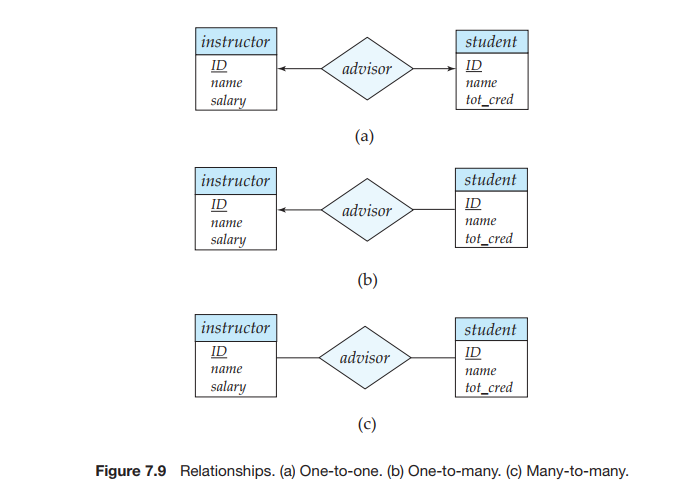 instructor
ID
name
salary
advisor
student
ID
name
tot_cred
(a)
instructor
ID
name
salary
advisor
student
ID
name
tot_cred
(b)
instructor
ID
name
salary
advisor
student
ID
name
tot_cred
(c)
Figure 7.9 Relationships. (a) One-to-one. (b) One-to-many. (c) Many-to-many.